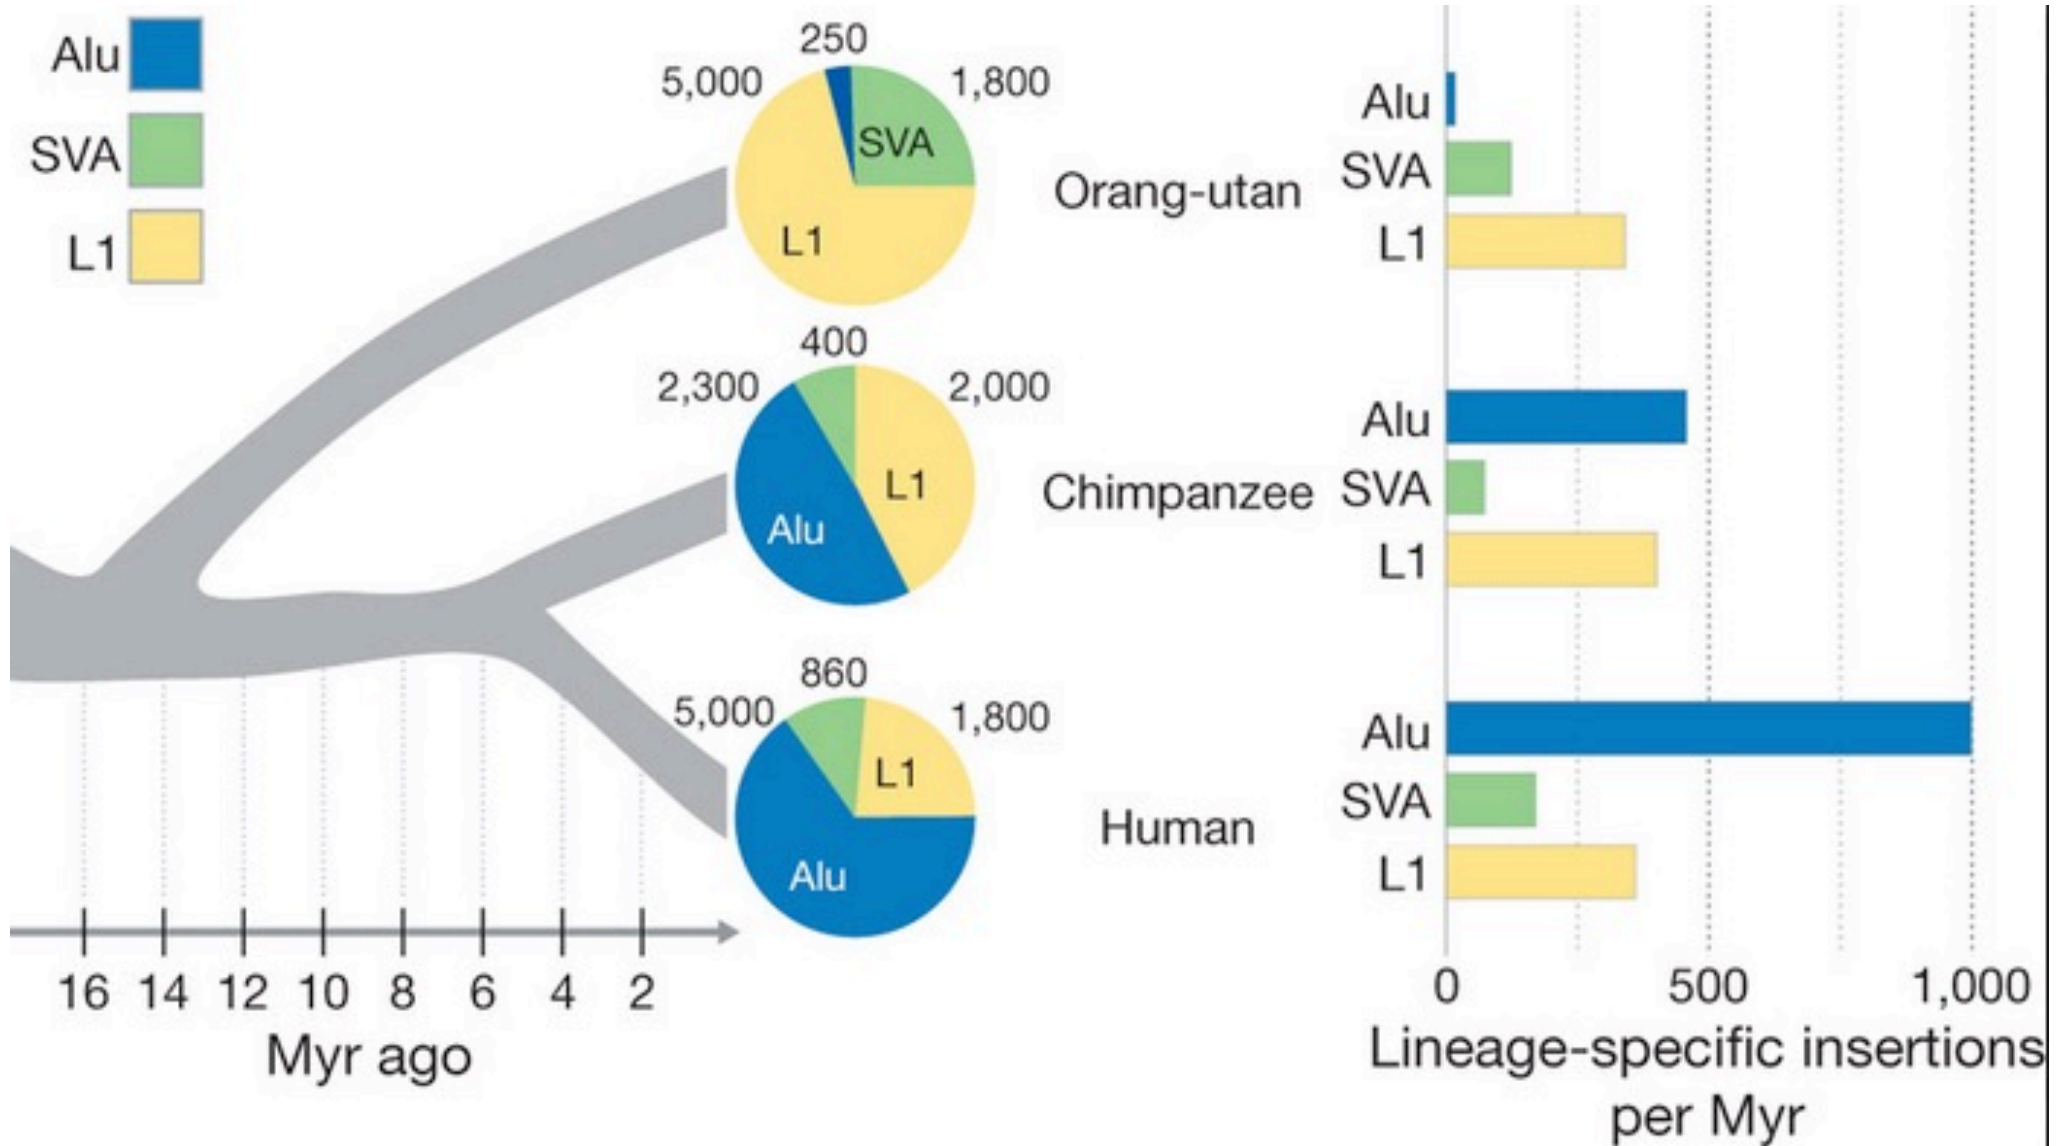 Alu
SVA
L1
250
5,000
1,800
SVA
L1
Orang-utan
400
2,300
2,000
L1
Alu
Chimpanzee
860
5,000
1,800
L1
Alu
Human
16 14 12 10 8 6 4 2
Myr ago
Alu
SVA
L1
Alu
SVA
L1
Alu
SVA
L1
0 500 1,000
Lineage-specific insertions
per Myr